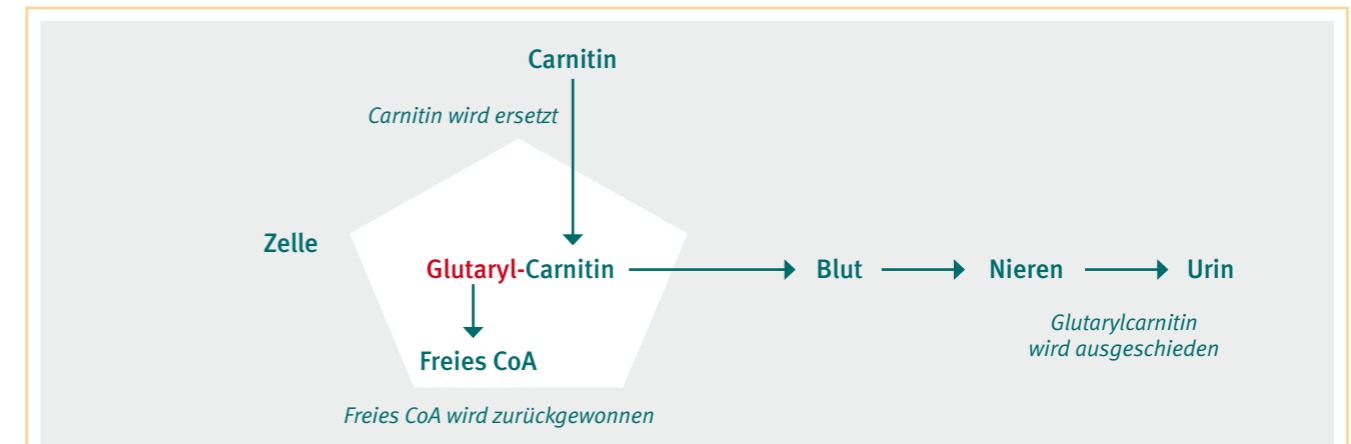 Carnitin
Carnitin wird ersetzt
Zelle
Glutaryl-Carnitin
Blut
Nieren
Urin
Glutarylcarnitin
wird ausgeschieden
Freies CoA
Freies CoA wird zurückgewonnen